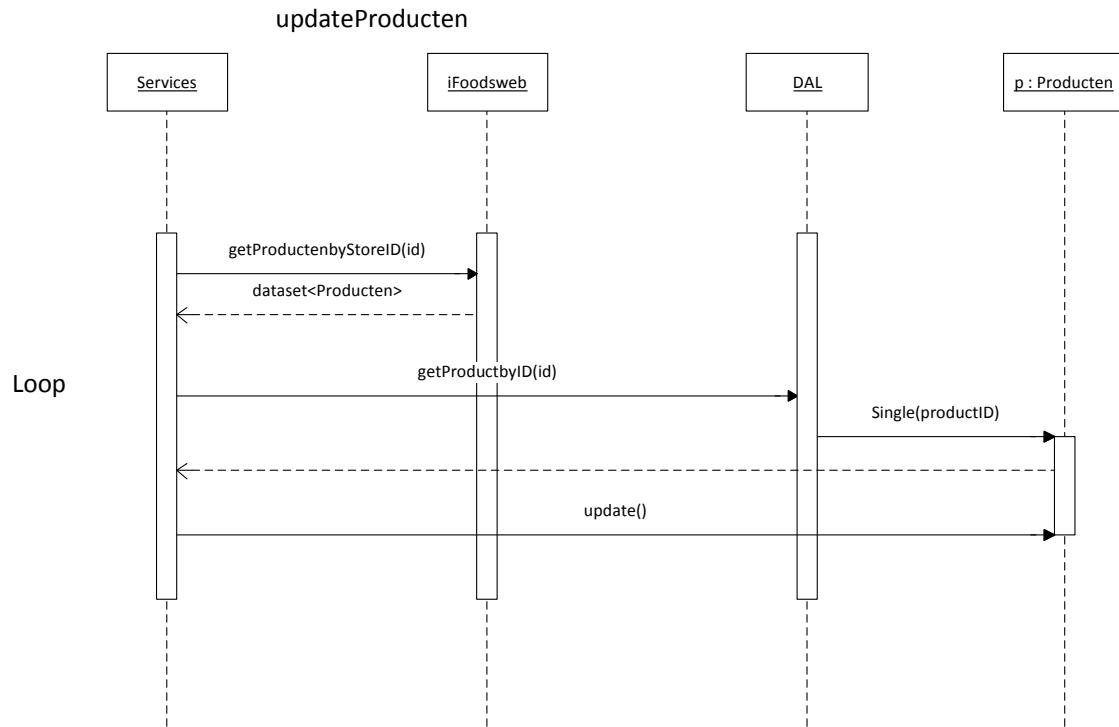 updateProducten
Services
iFoodsweb
DAL
p : Producten
getProductenbyStoreID(id)
dataset<Producten>
getProductbyID(id)
Loop
Single(productID)
update()